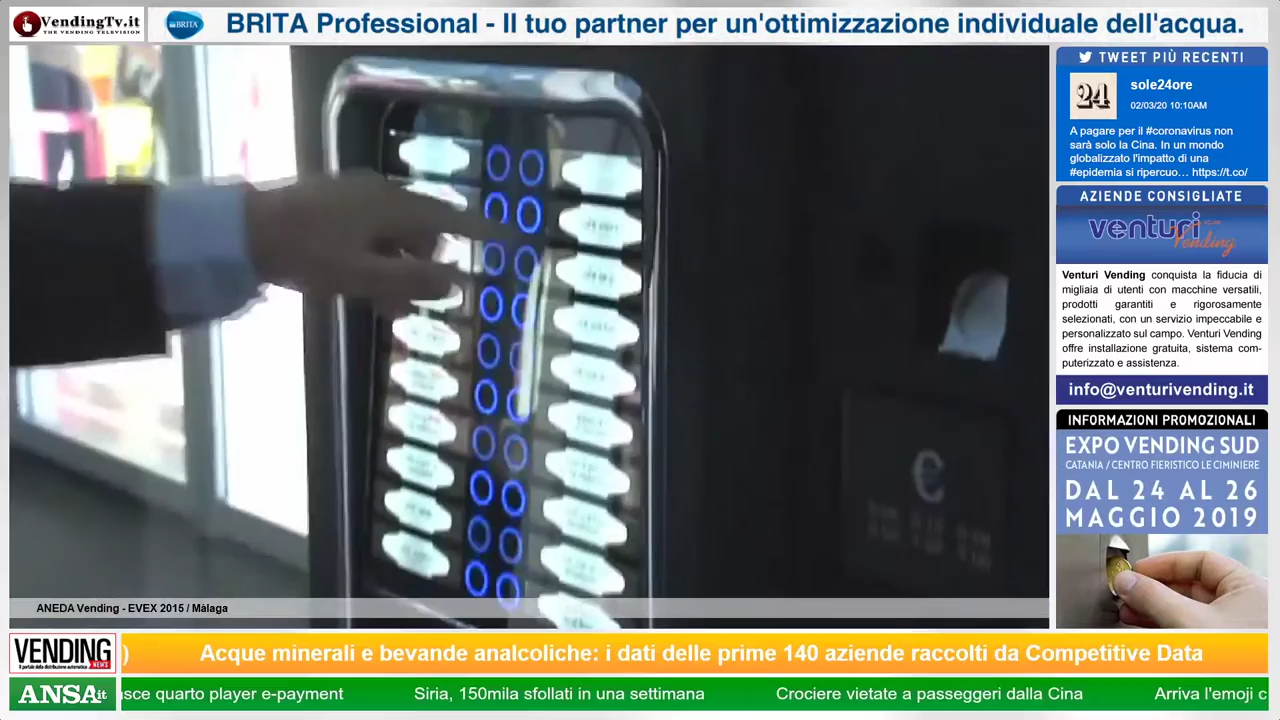 VendingTv.it
THE VENDING TELEVISION
BRITA
BRITA Professional - Il tuo partner per un'ottimizzazione individuale dell'acqua.
TWEET PIÙ RECENTI
24
sole24ore
02/03/20 10:10AM
A pagare per il #coronavirus non
sarà solo la Cina. In un mondo
globalizzato l'impatto di una
#epidemia si ripercuo… https://t.co/
AZIENDE CONSIGLIATE
venturi
Vending
Venturi Vending conquista la fiducia di
migliaia di utenti con macchine versatili,
prodotti garantiti e rigorosamente
selezionati, con un servizio impeccabile e
personalizzato sul campo. Venturi Vending
offre installazione gratuita, sistema com-
puterizzato e assistenza.
info@venturivending.it
INFORMAZIONI PROMOZIONALI
EXPO VENDING SUD
CATANIA / CENTRO FIERISTICO LE CIMINIERE
DAL 24 AL 26
MAGGIO 2019
€
ANEDA Vending - EVEX 2015 / Málaga
VENDING
NEWS
Il portale della distribuzione automatica
) Acque minerali e bevande analcoliche: i dati delle prime 140 aziende raccolti da Competitive Data
ANSA.it
sce quarto player e-payment Siria, 150mila sfollati in una settimana Crociere vietate a passeggeri dalla Cina Arriva l'emoji c